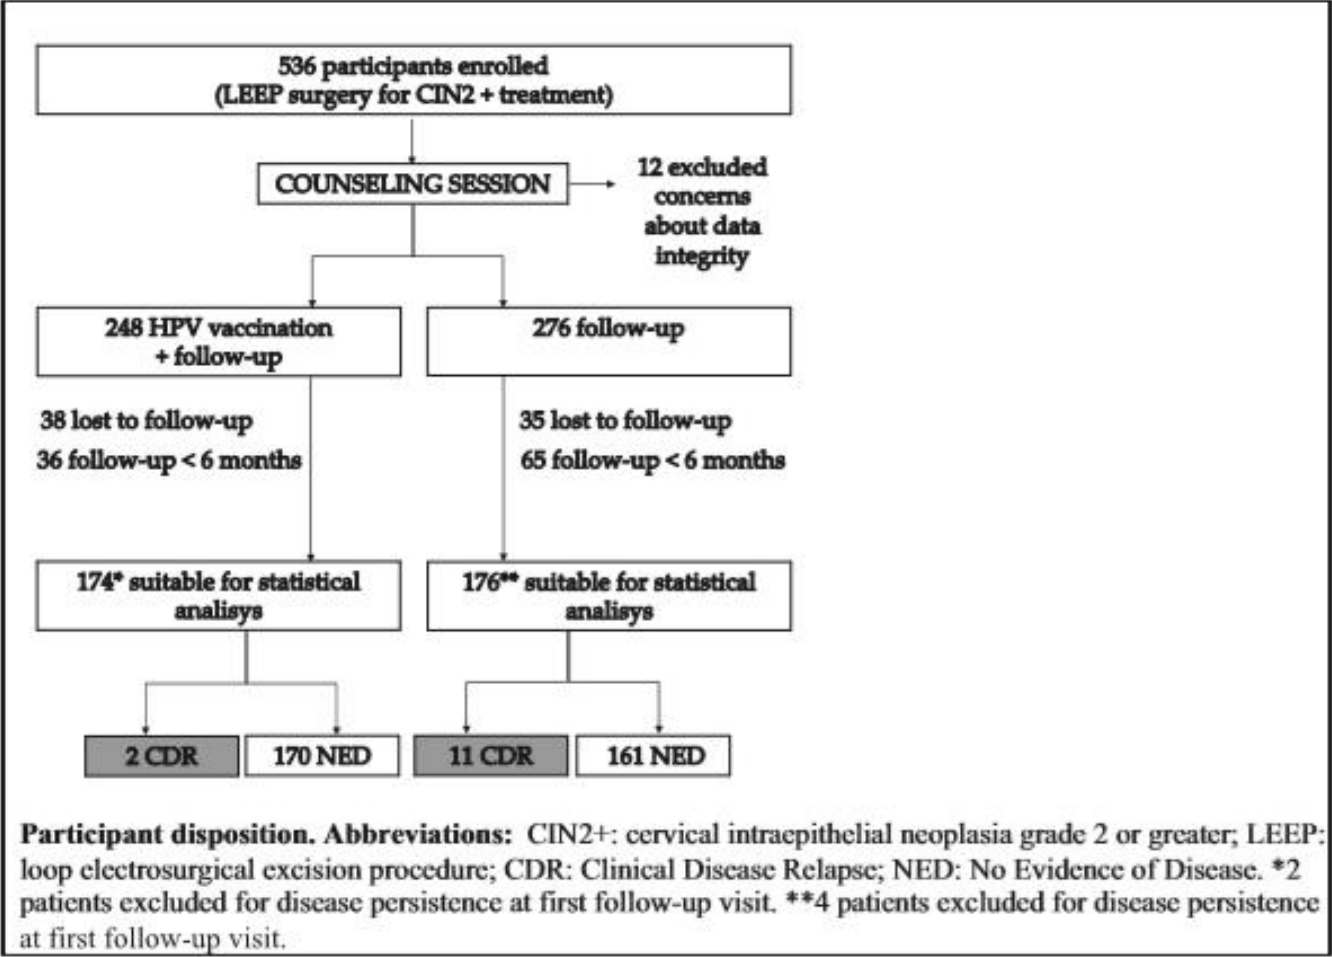 536 participants enrolled
(LEEP surgery for CIN2 + treatment)
COUNSELING SESSION
12 excluded
concerns
about data
integrity
248 HPV vaccination
+ follow-up
276 follow-up
38 lost to follow-up
36 follow-up < 6 months
35 lost to follow-up
65 follow-up < 6 months
174* suitable for statistical
analisys
176** suitable for statistical
analisys
2 CDR
170 NED
11 CDR
161 NED
Participant disposition. Abbreviations: CIN2+: cervical intraepithelial neoplasia grade 2 or greater; LEEP:
loop electrosurgical excision procedure; CDR: Clinical Disease Relapse; NED: No Evidence of Disease. *2
patients excluded for disease persistence at first follow-up visit. **4 patients excluded for disease persistence
at first follow-up visit.